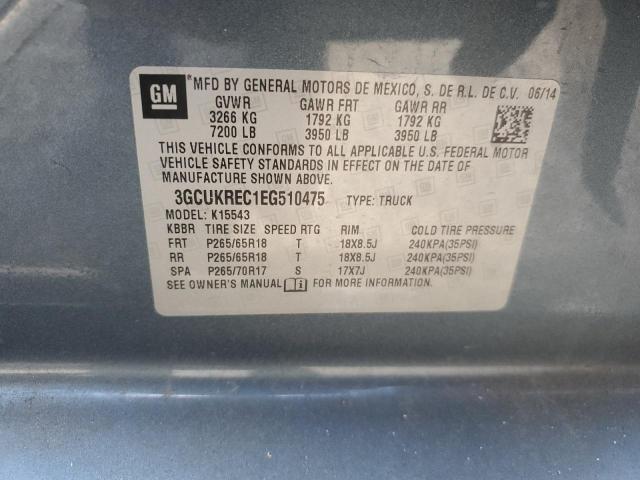 GM
*MFD BY GENERAL MOTORS DE MEXICO, S. DE R.L. DE C.V. 06/14
GVWR GAWR FRT GAWR RR
3266 KG 1792 KG 1792 KG
7200 LB 3950 LB 3950 LB
THIS VEHICLE CONFORMS TO ALL APPLICABLE U.S. FEDERAL MOTOR
VEHICLE SAFETY STANDARDS IN EFFECT ON THE DATE OF
MANUFACTURE SHOWN ABOVE.
3GCUKREC1EG510475 TYPE: TRUCK
MODEL: K15543
KBBR TIRE SIZE SPEED RTG RIM COLD TIRE PRESSURE
FRT P265/65R18 T 18X8.5J 240KPA(35PSI)
RR P265/65R18 T 18X8.5J 240KPA(35PSI)
SPA P265/70R17 S 17X7J 240KPA(35PSI)
SEE OWNER'S MANUAL FOR MORE INFORMATION.